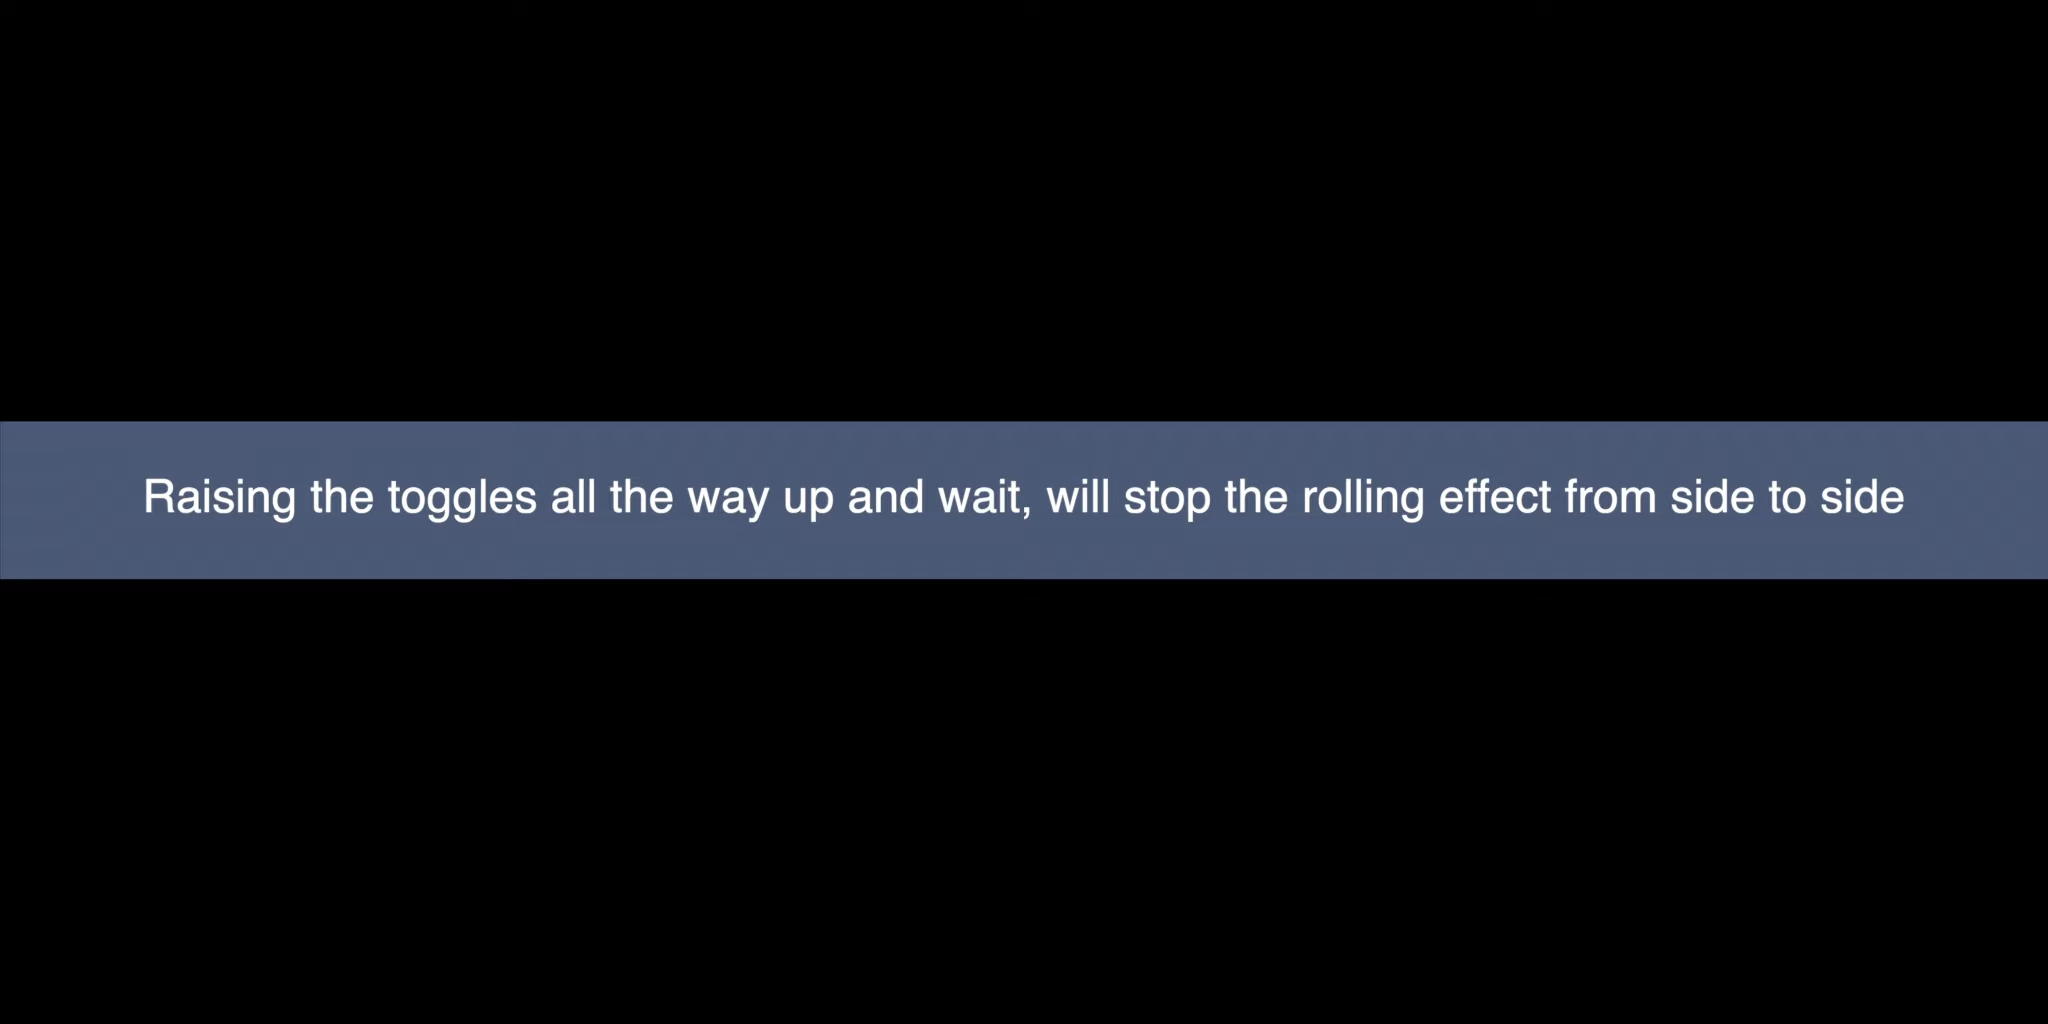 Raising the toggles all the way up and wait, will stop the rolling effect from side to side